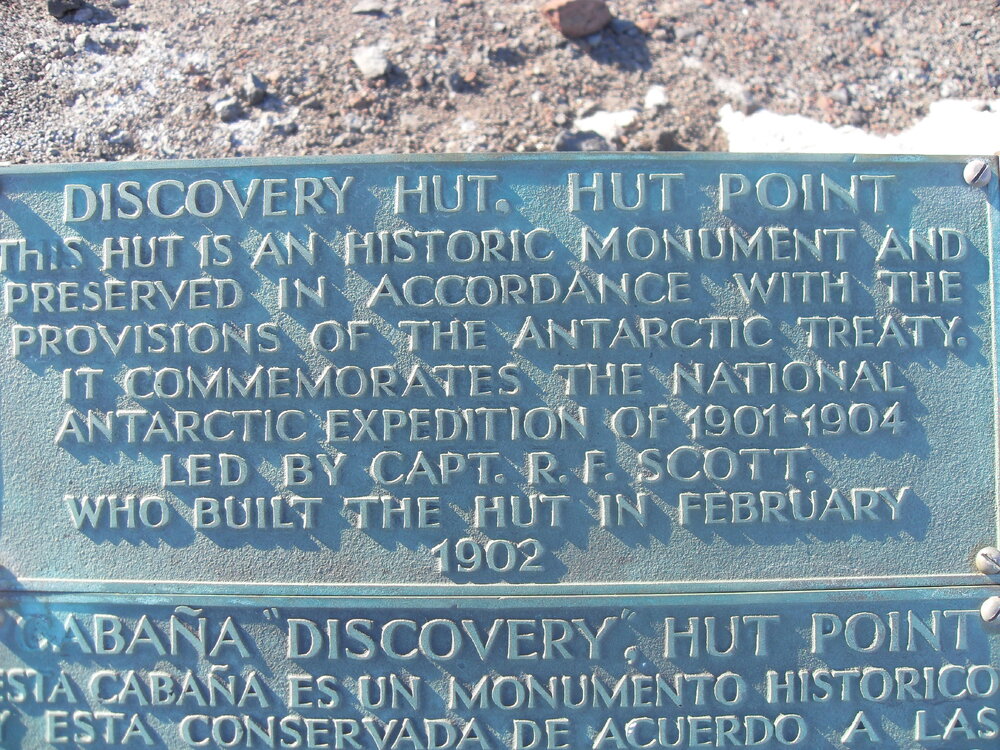 DISCOVERY HUT. HUT POINT
THIS HUT IS AN HISTORIC MONUMENT AND
PRESERVED IN ACCORDANCE WITH THE
PROVISIONS OF THE ANTARCTIC TREATY.
IT COMMEMORATES THE NATIONAL
ANTARCTIC EXPEDITION OF 1901-1904
LED BY CAPT. R. F. SCOTT,
WHO BUILT THE HUT IN FEBRUARY
1902
CABAÑA "DISCOVERY", HUT POINT
ESTA CABAÑA ES UN MONUMENTO HISTORICO
Y ESTA CONSERVADA DE ACUERDO A LAS